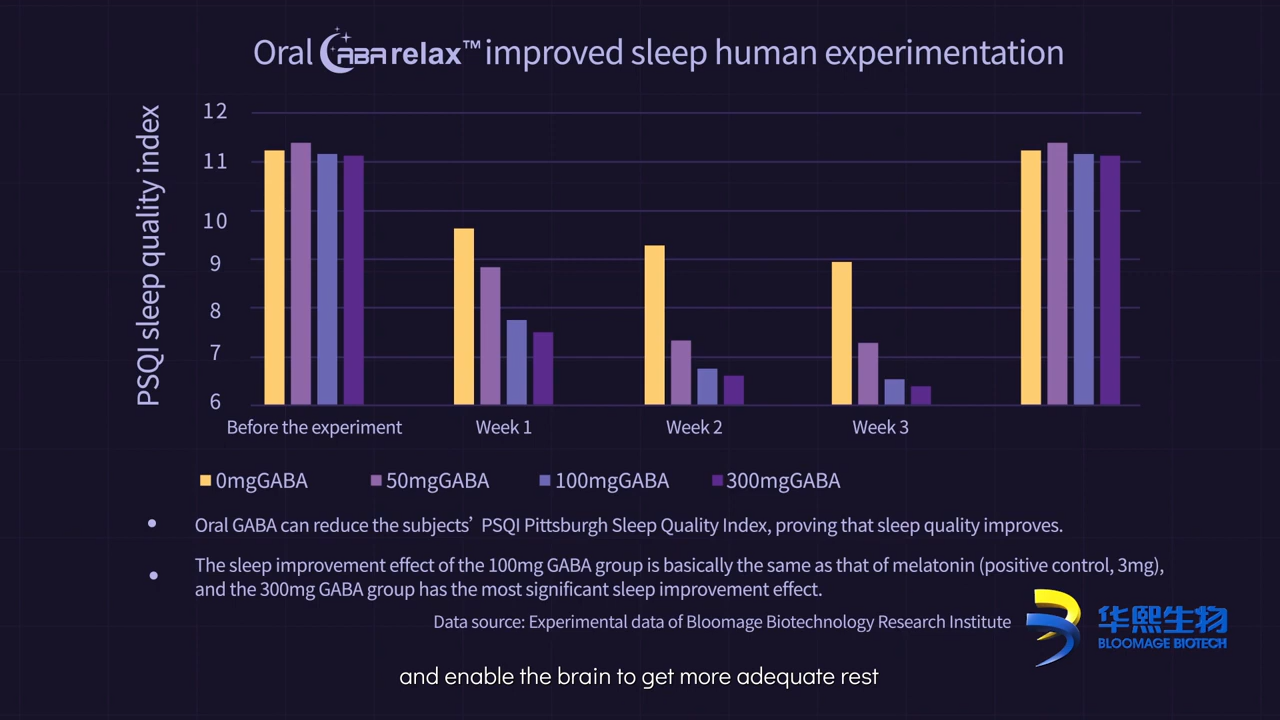 Oral GABA relax™ improved sleep human experimentation
PSQI sleep quality index
12
11
10
9
8
7
6
Before the experiment
Week 1
Week 2
Week 3
0mgGABA
50mgGABA
100mgGABA
300mgGABA
• Oral GABA can reduce the subjects’ PSQI Pittsburgh Sleep Quality Index, proving that sleep quality improves.
• The sleep improvement effect of the 100mg GABA group is basically the same as that of melatonin (positive control, 3mg),
and the 300mg GABA group has the most significant sleep improvement effect.
Data source: Experimental data of Bloomage Biotechnology Research Institute
华熙生物
BLOOMAGE BIOTECH
and enable the brain to get more adequate rest